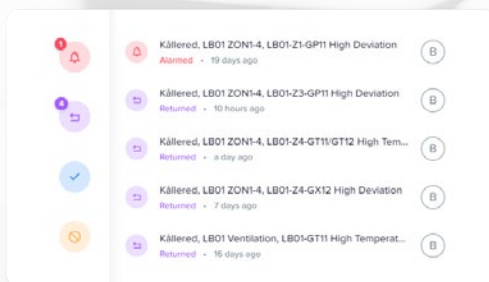 1
Kållered, LB01 ZON1-4, LB01-Z1-GP11 High Deviation
Alarmed • 19 days ago
B
4
Kållered, LB01 ZON1-4, LB01-Z3-GP11 High Deviation
Returned • 10 hours ago
B
Kållered, LB01 ZON1-4, LB01-Z4-GT11/GT12 High Tem...
Returned • a day ago
B
Kållered, LB01 ZON1-4, LB01-Z4-GX12 High Deviation
Returned • 7 days ago
B
Kållered, LB01 Ventilation, LB01-GT11 High Temperat...
Returned • 16 days ago
B